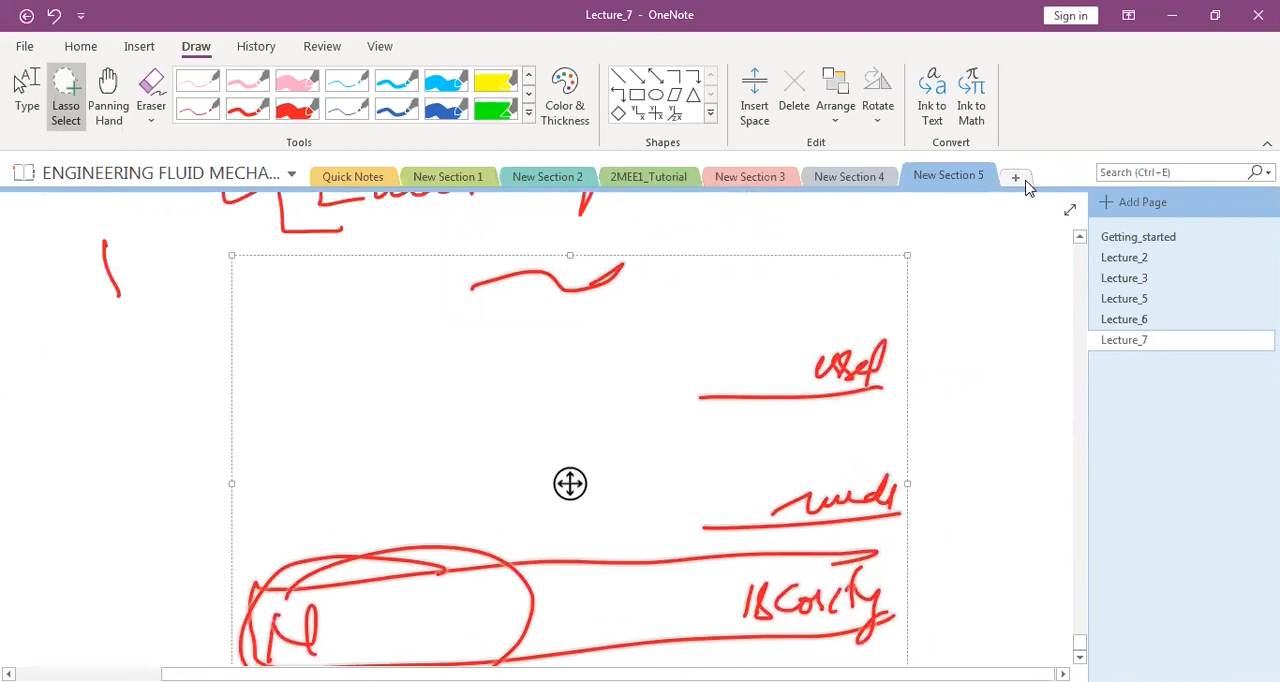 Lecture_7 - OneNote
Sign in
File Home Insert Draw History Review View
Type Lasso Select Panning Hand Eraser Color & Thickness Insert Space Delete Arrange Rotate Ink to Text Ink to Math
Tools Shapes Edit Convert
ENGINEERING FLUID MECHA... Quick Notes New Section 1 New Section 2 2MEE1_Tutorial New Section 3 New Section 4 New Section 5 Search (Ctrl+E)
Add Page
Getting_started
Lecture_2
Lecture_3
Lecture_5
Lecture_6
Lecture_7